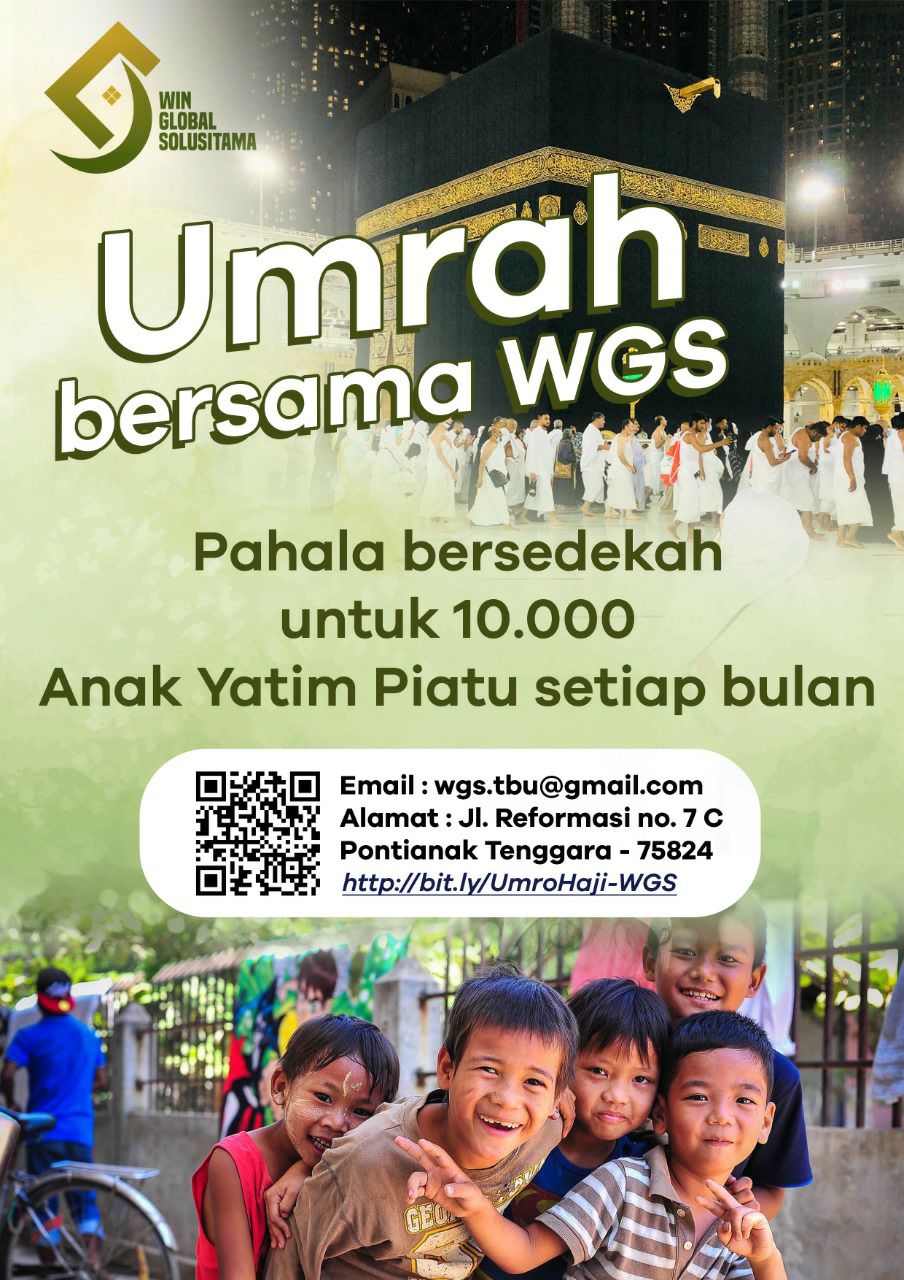 WIN
GLOBAL
SOLUSITAMA
Umrah
bersama WGS
Pahala bersedekah
untuk 10.000
Anak Yatim Piatu setiap bulan
Email : wgs.tbu@gmail.com
Alamat : Jl. Reformasi no. 7 C
Pontianak Tenggara - 75824
http://bit.ly/UmroHaji-WGS